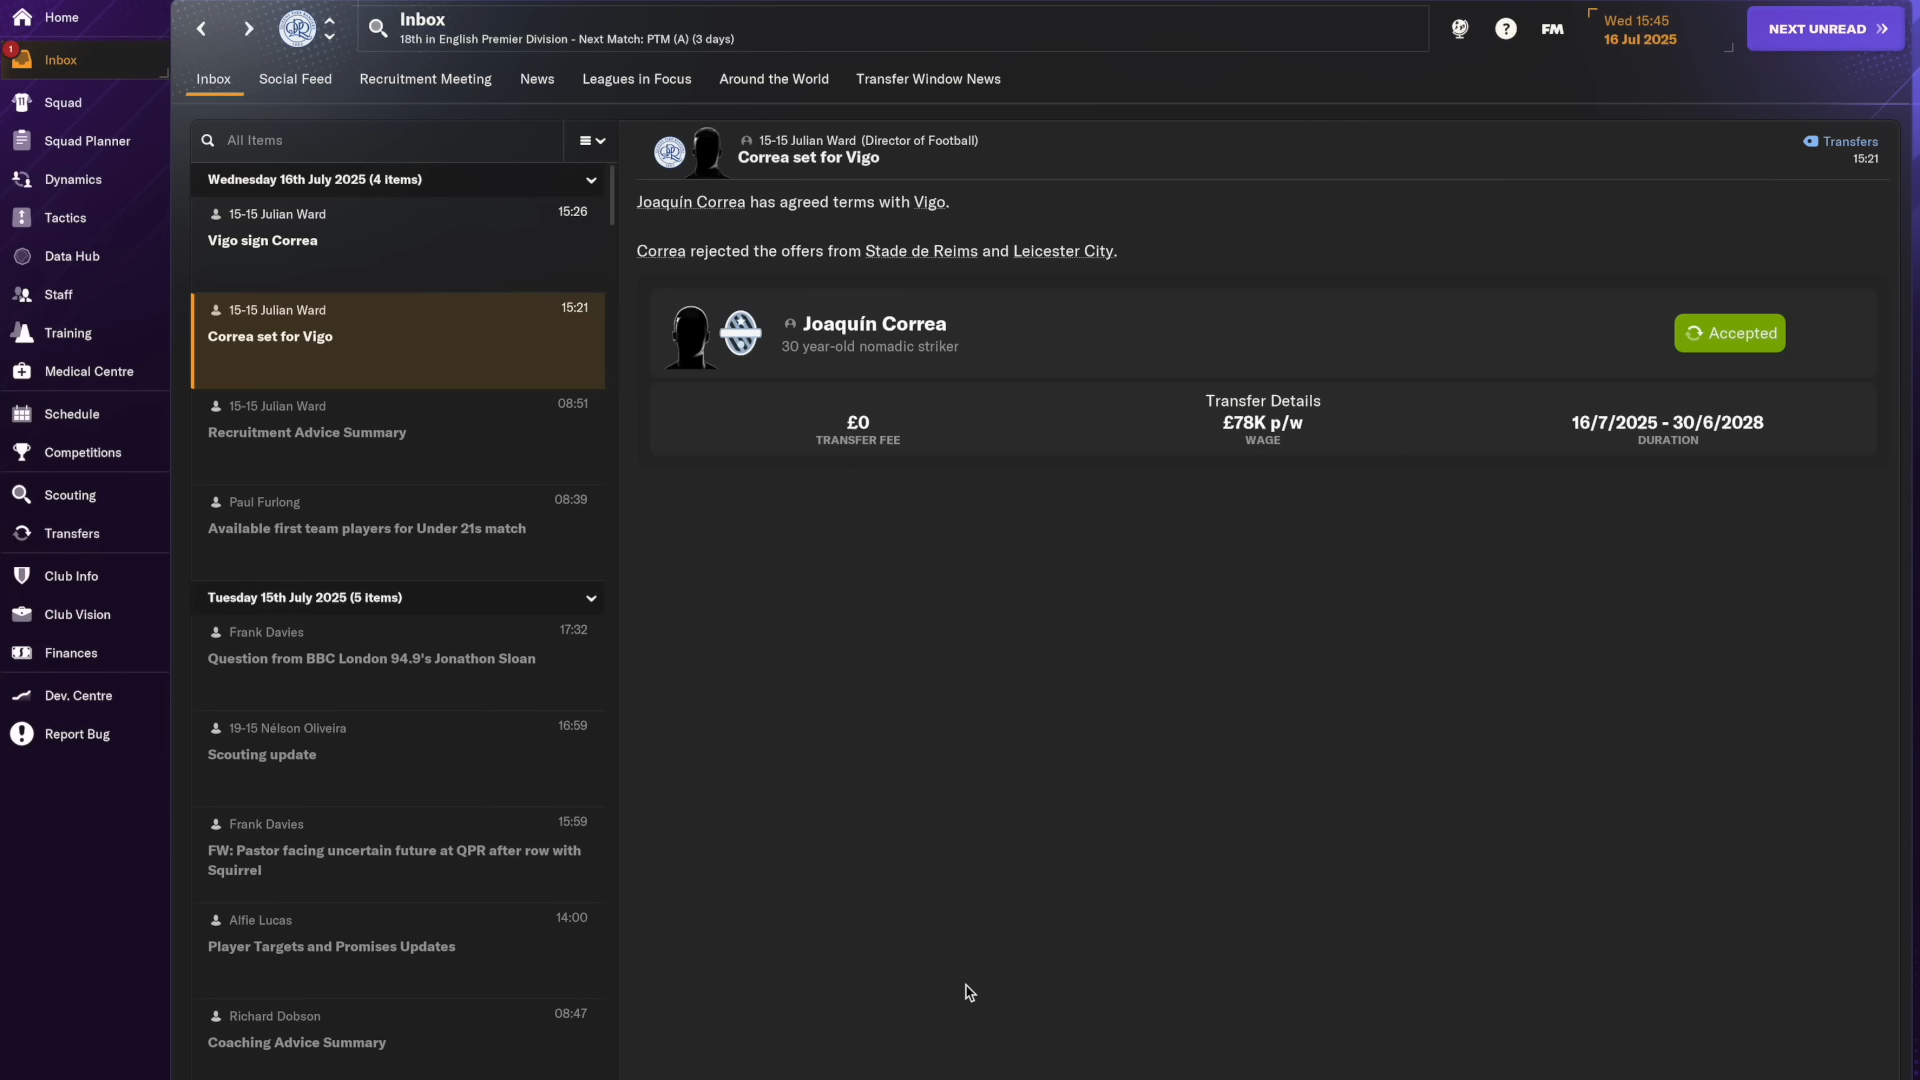 Home
1
Inbox
Squad
Squad Planner
Dynamics
Tactics
Data Hub
Staff
Training
Medical Centre
Schedule
Competitions
Scouting
Transfers
Club Info
Club Vision
Finances
Dev. Centre
Report Bug
Inbox
18th in English Premier Division - Next Match: PTM (A) (3 days)
FM
Wed 15:45
16 Jul 2025
NEXT UNREAD
Inbox Social Feed Recruitment Meeting News Leagues in Focus Around the World Transfer Window News
All Items
Wednesday 16th July 2025 (4 items)
15-15 Julian Ward 15:26
Vigo sign Correa
15-15 Julian Ward 15:21
Correa set for Vigo
15-15 Julian Ward 08:51
Recruitment Advice Summary
Paul Furlong 08:39
Available first team players for Under 21s match
Tuesday 15th July 2025 (5 items)
Frank Davies 17:32
Question from BBC London 94.9's Jonathon Sloan
19-15 Nélson Oliveira 16:59
Scouting update
Frank Davies 15:59
FW: Pastor facing uncertain future at QPR after row with
Squirrel
Alfie Lucas 14:00
Player Targets and Promises Updates
Richard Dobson 08:47
Coaching Advice Summary
15-15 Julian Ward (Director of Football)
Correa set for Vigo
Transfers
15:21
Joaquín Correa has agreed terms with Vigo.
Correa rejected the offers from Stade de Reims and Leicester City.
Joaquín Correa
30 year-old nomadic striker
Accepted
Transfer Details
£0 £78K p/w 16/7/2025 - 30/6/2028
TRANSFER FEE WAGE DURATION